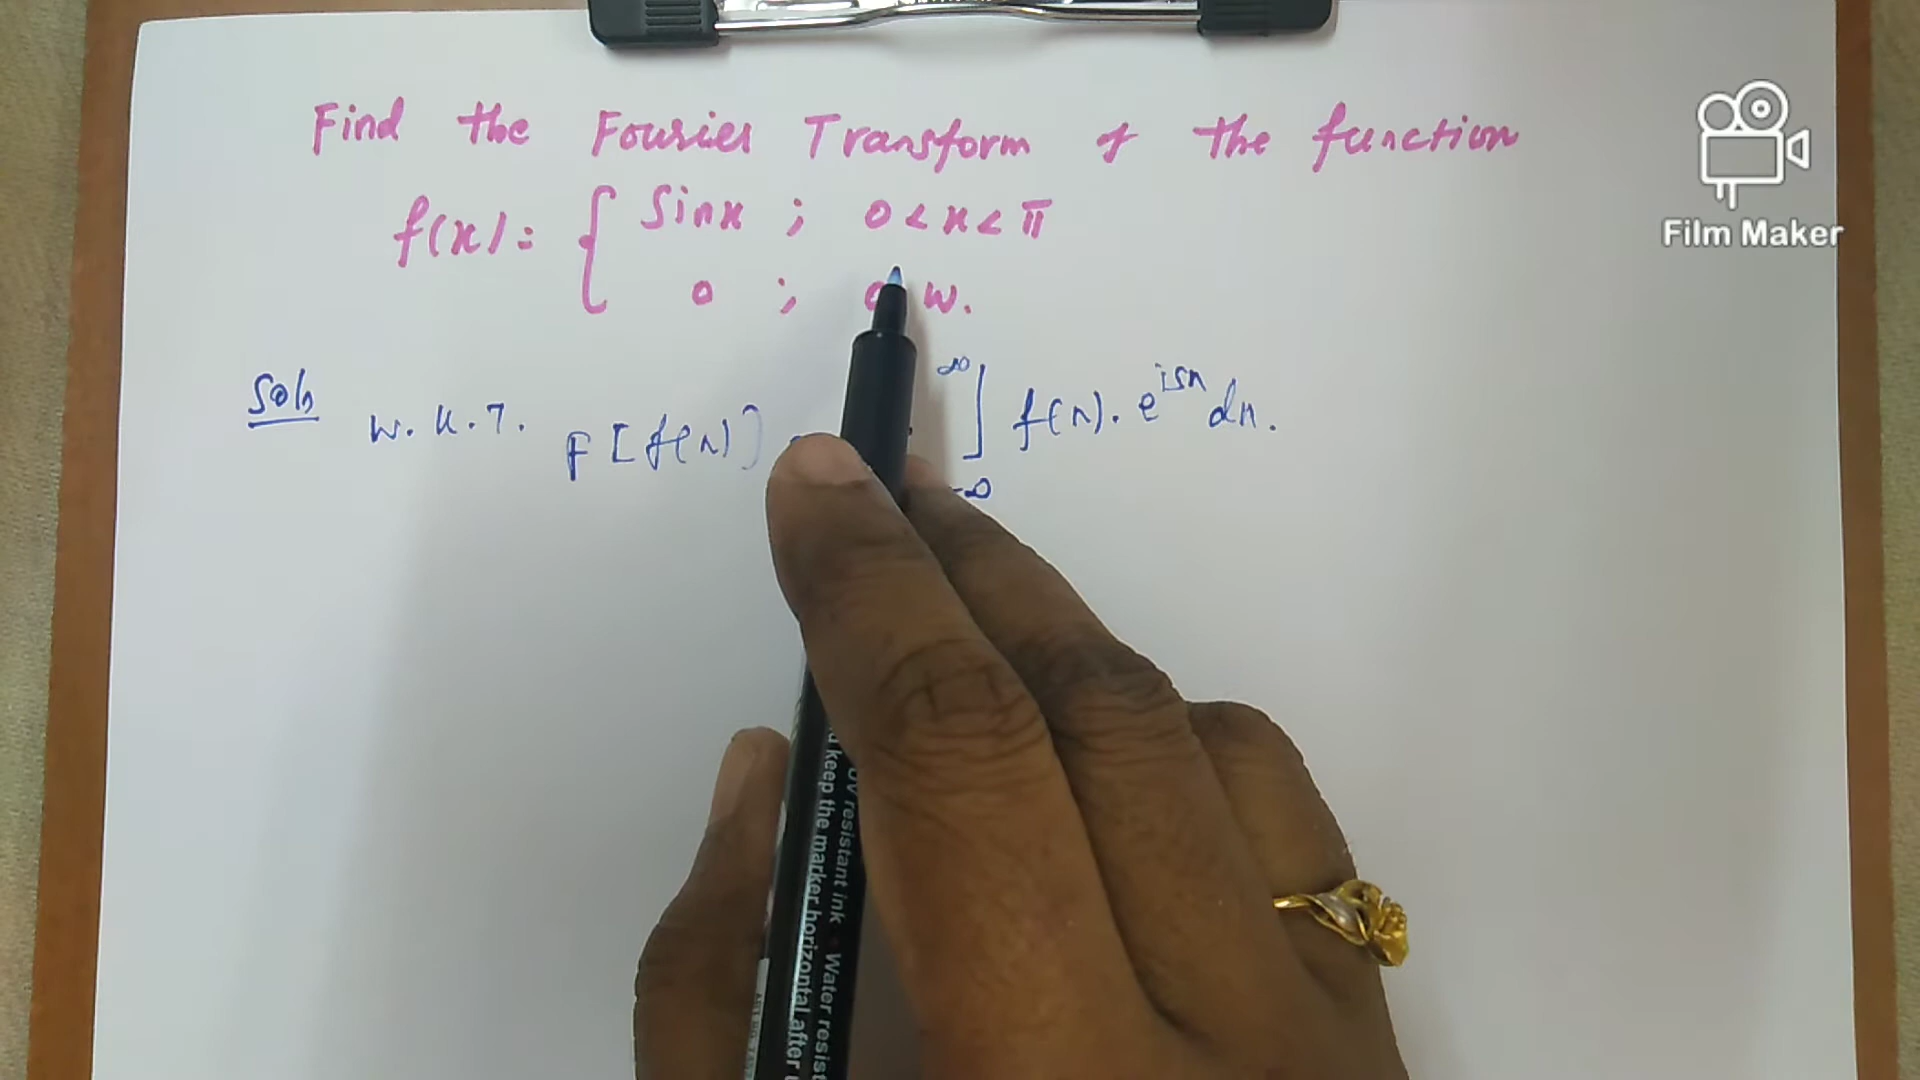 Find the Fourier Transform of the function
f(x) = { Sinx ; 0 < x < π
0 ; w.
Soln w.k.T. F[f(x)] ∞ ∫ -∞ f(x). e^isx dx.
Film Maker
UV resistant ink - Water resist
d keep the marker horizontal after u